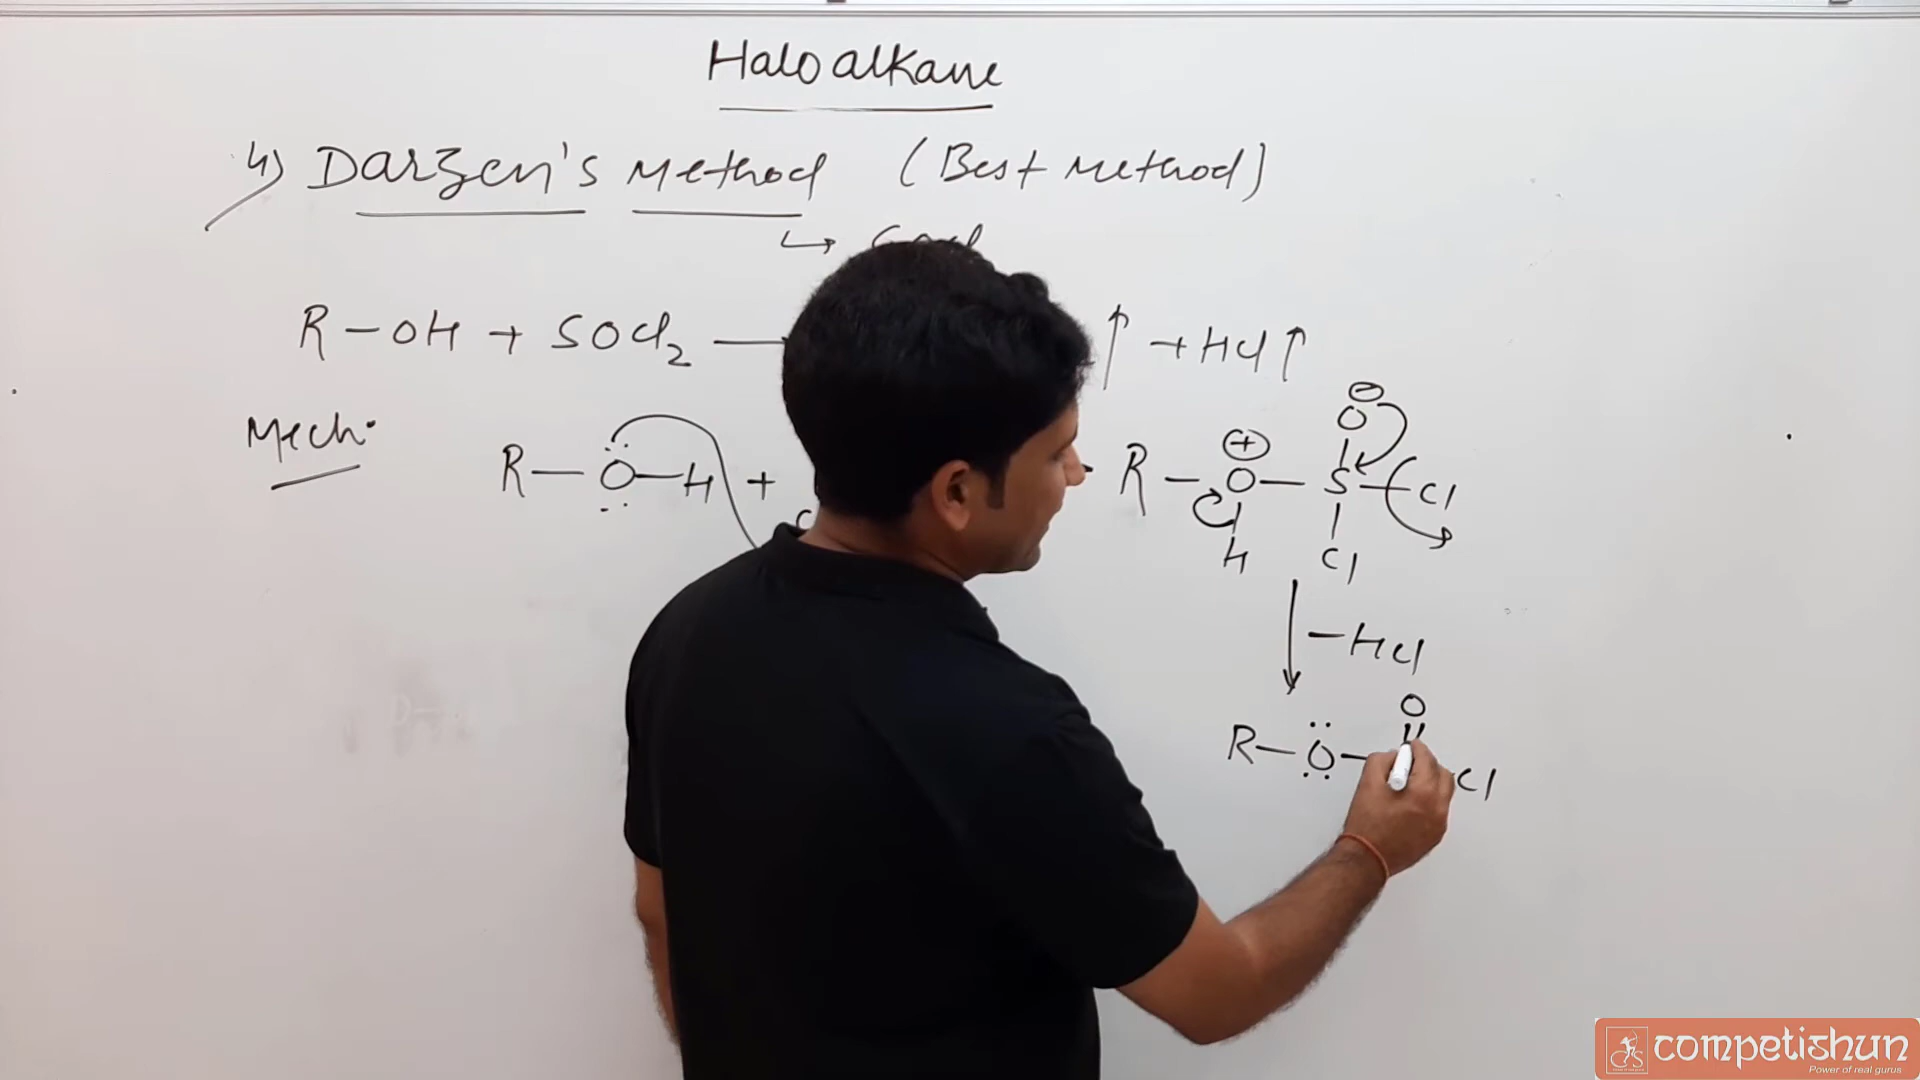 Haloalkane
4) Darzen's Method (Best Method)
R-OH + SOCl2 → ↑ + HCl↑
Mech.
R-O-H + R-O-S-Cl
O
H Cl
-HCl
O
R-O- Cl
competishun
Power of real gurus